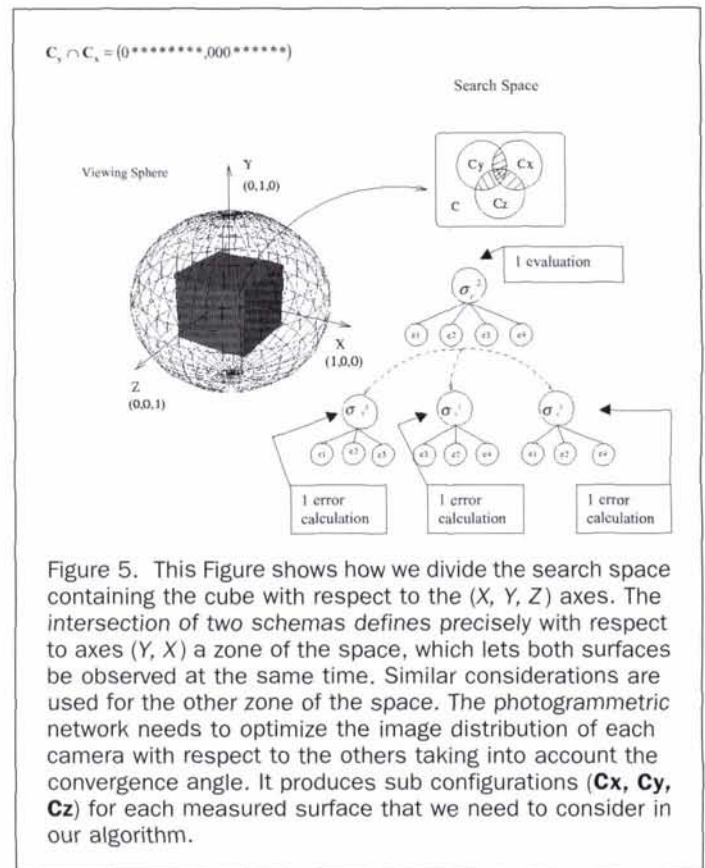 C_y ∩ C_x = (0********,000******)
Search Space
Viewing Sphere
Y
(0,1,0)
Cy
Cx
C
Cz
1 evaluation
X
(1,0,0)
Z
(0,0,1)
c1 c2 c3 c4
1 error
calculation
1 error
calculation
1 error
calculation
Figure 5. This Figure shows how we divide the search space
containing the cube with respect to the (X, Y, Z) axes. The
intersection of two schemas defines precisely with respect
to axes (Y, X) a zone of the space, which lets both surfaces
be observed at the same time. Similar considerations are
used for the other zone of the space. The photogrammetric
network needs to optimize the image distribution of each
camera with respect to the others taking into account the
convergence angle. It produces sub configurations (Cx, Cy,
Cz) for each measured surface that we need to consider in
our algorithm.